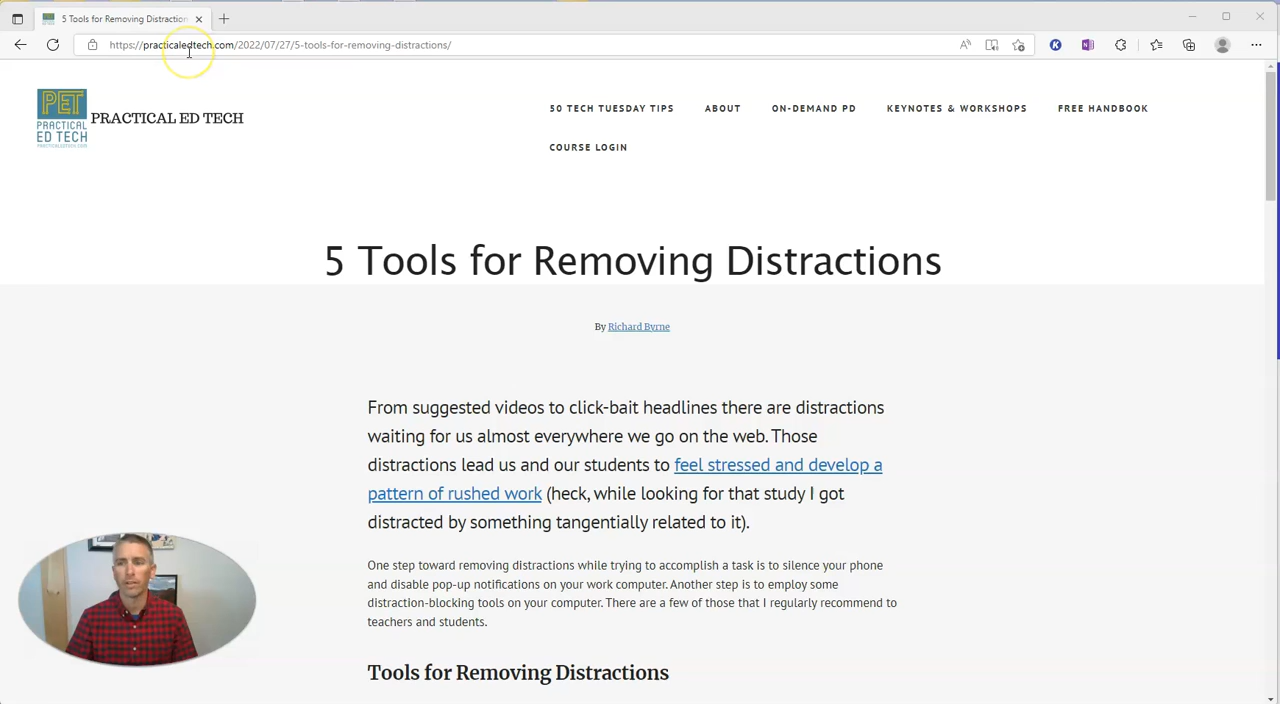 5 Tools for Removing Distraction
https://practicaledtech.com/2022/07/27/5-tools-for-removing-distractions/
PET
PRACTICAL
ED TECH
PRACTICALEDTECH.COM
PRACTICAL ED TECH
50 TECH TUESDAY TIPS
ABOUT
ON-DEMAND PD
KEYNOTES & WORKSHOPS
FREE HANDBOOK
COURSE LOGIN
5 Tools for Removing Distractions
By Richard Byrne
From suggested videos to click-bait headlines there are distractions
waiting for us almost everywhere we go on the web. Those
distractions lead us and our students to feel stressed and develop a
pattern of rushed work (heck, while looking for that study I got
distracted by something tangentially related to it).
One step toward removing distractions while trying to accomplish a task is to silence your phone
and disable pop-up notifications on your work computer. Another step is to employ some
distraction-blocking tools on your computer. There are a few of those that I regularly recommend to
teachers and students.
Tools for Removing Distractions